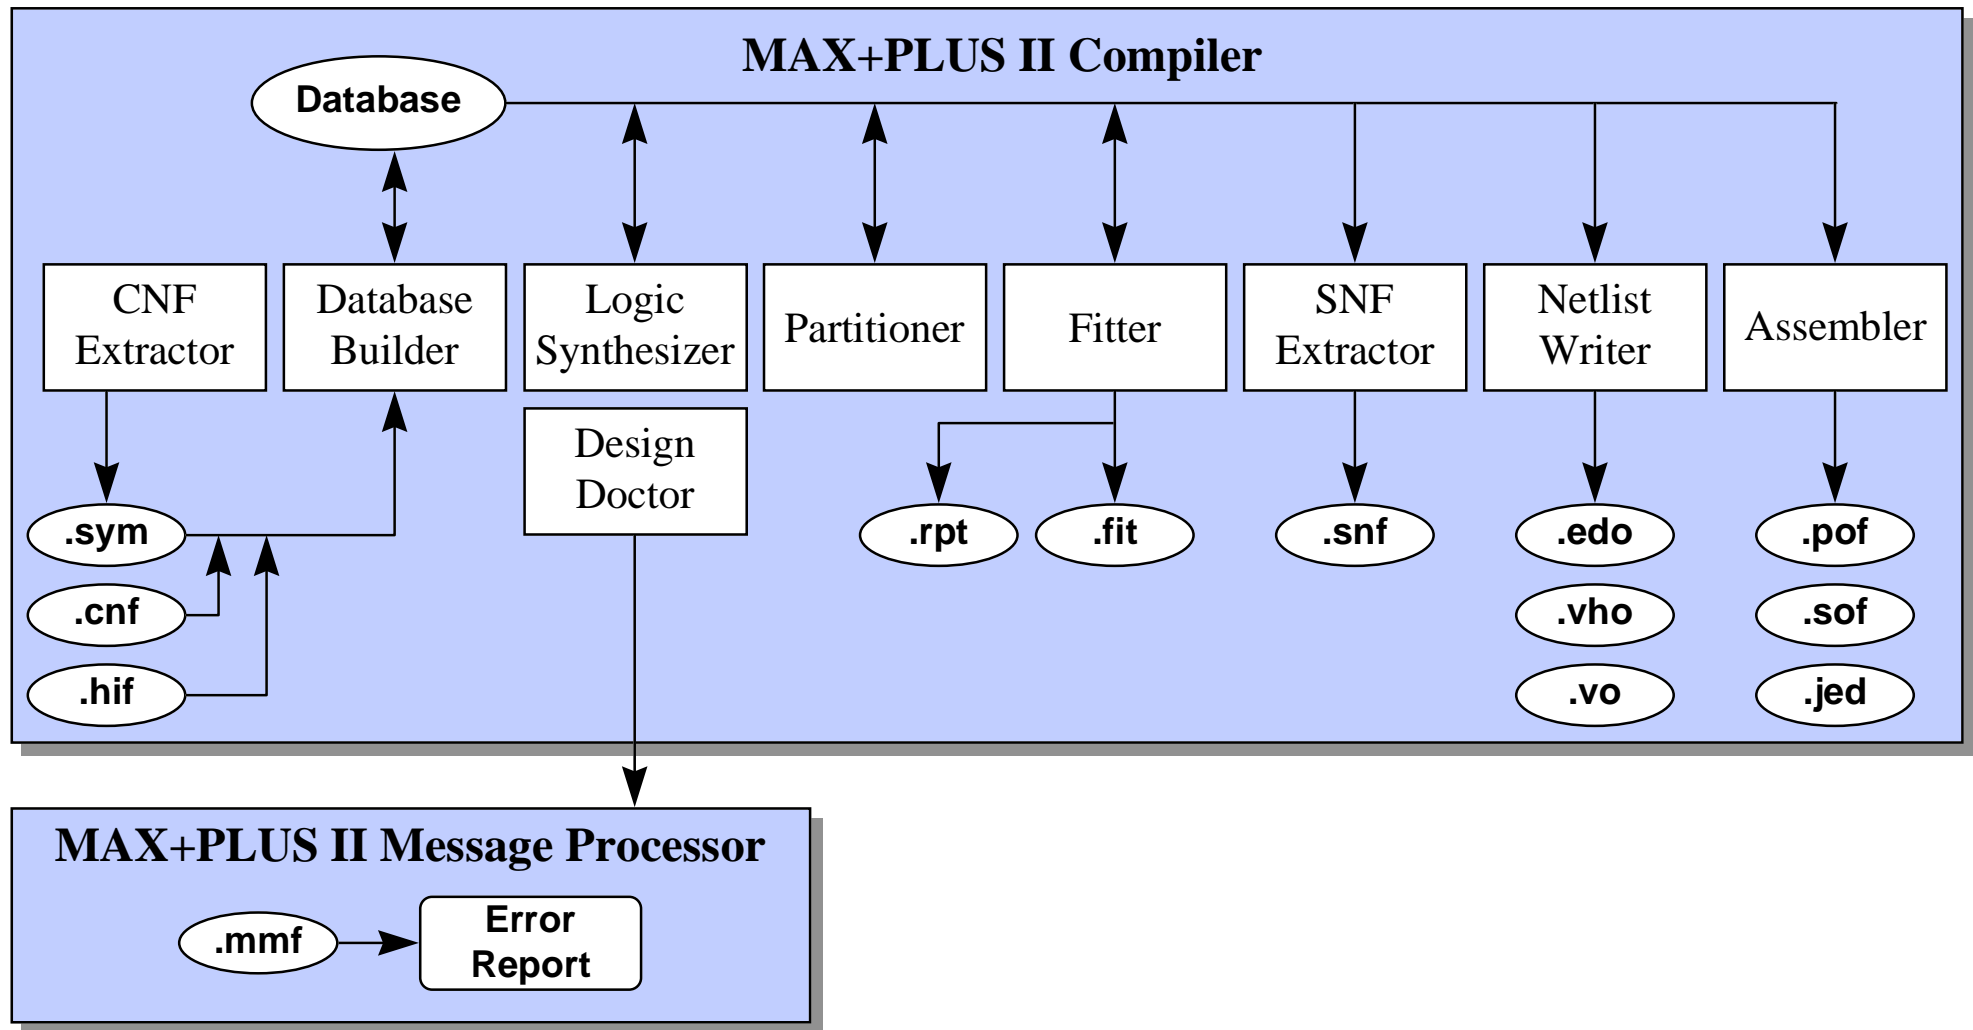 MAX+PLUS II Compiler
Database
CNF
Extractor
Database
Builder
Logic
Synthesizer
Partitioner
Fitter
SNF
Extractor
Netlist
Writer
Assembler
Design
Doctor
.sym
.rpt
.fit
.snf
.edo
.pof
.cnf
.vho
.sof
.hif
.vo
.jed
MAX+PLUS II Message Processor
.mmf
Error
Report